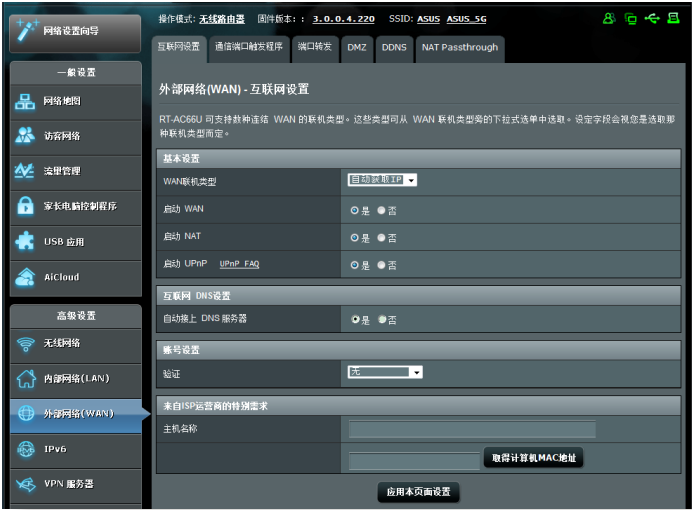 网络设置向导
操作模式: 无线路由器 固件版本: : 3.0.0.4.220 SSID: ASUS ASUS_5G
互联网设置 通信端口触发程序 端口转发 DMZ DDNS NAT Passthrough
一般设置
网络地图
访客网络
流量管理
家长电脑控制程序
USB 应用
AiCloud
高级设置
无线网络
内部网络(LAN)
外部网络(WAN)
IPv6
VPN 服务器
外部网络(WAN) - 互联网设置
RT-AC66U 可支持数种连结 WAN 的联机类型。这些类型可从 WAN 联机类型旁的下拉式选单中选取。设定字段会视您是选取那
种联机类型而定。
基本设置
WAN联机类型 自动获取IP
启动 WAN 是 否
启动 NAT 是 否
启动 UPnP UPnP FAQ 是 否
互联网 DNS设置
自动接上 DNS 服务器 是 否
账号设置
验证 无
来自ISP运营商的特别需求
主机名称
取得计算机MAC地址
应用本页面设置